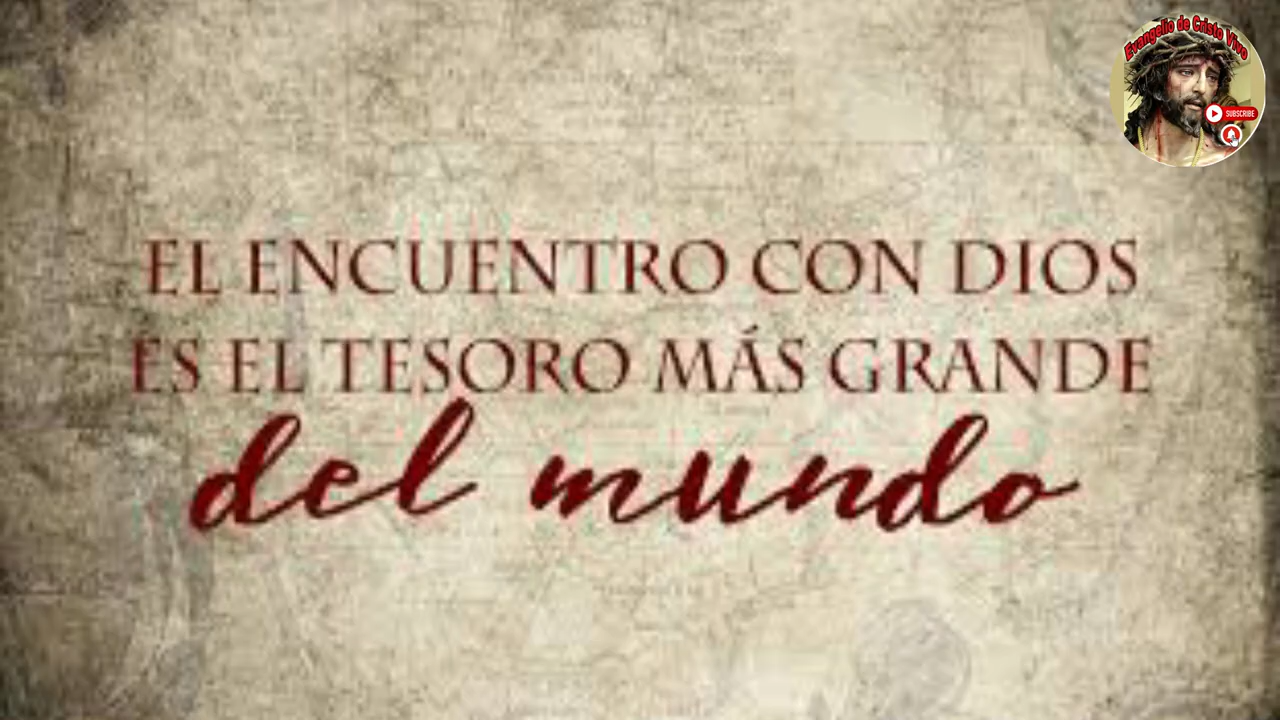 Evangelio de Cristo Vivo
SUBSCRIBE
EL ENCUENTRO CON DIOS
ES EL TESORO MÁS GRANDE
del mundo